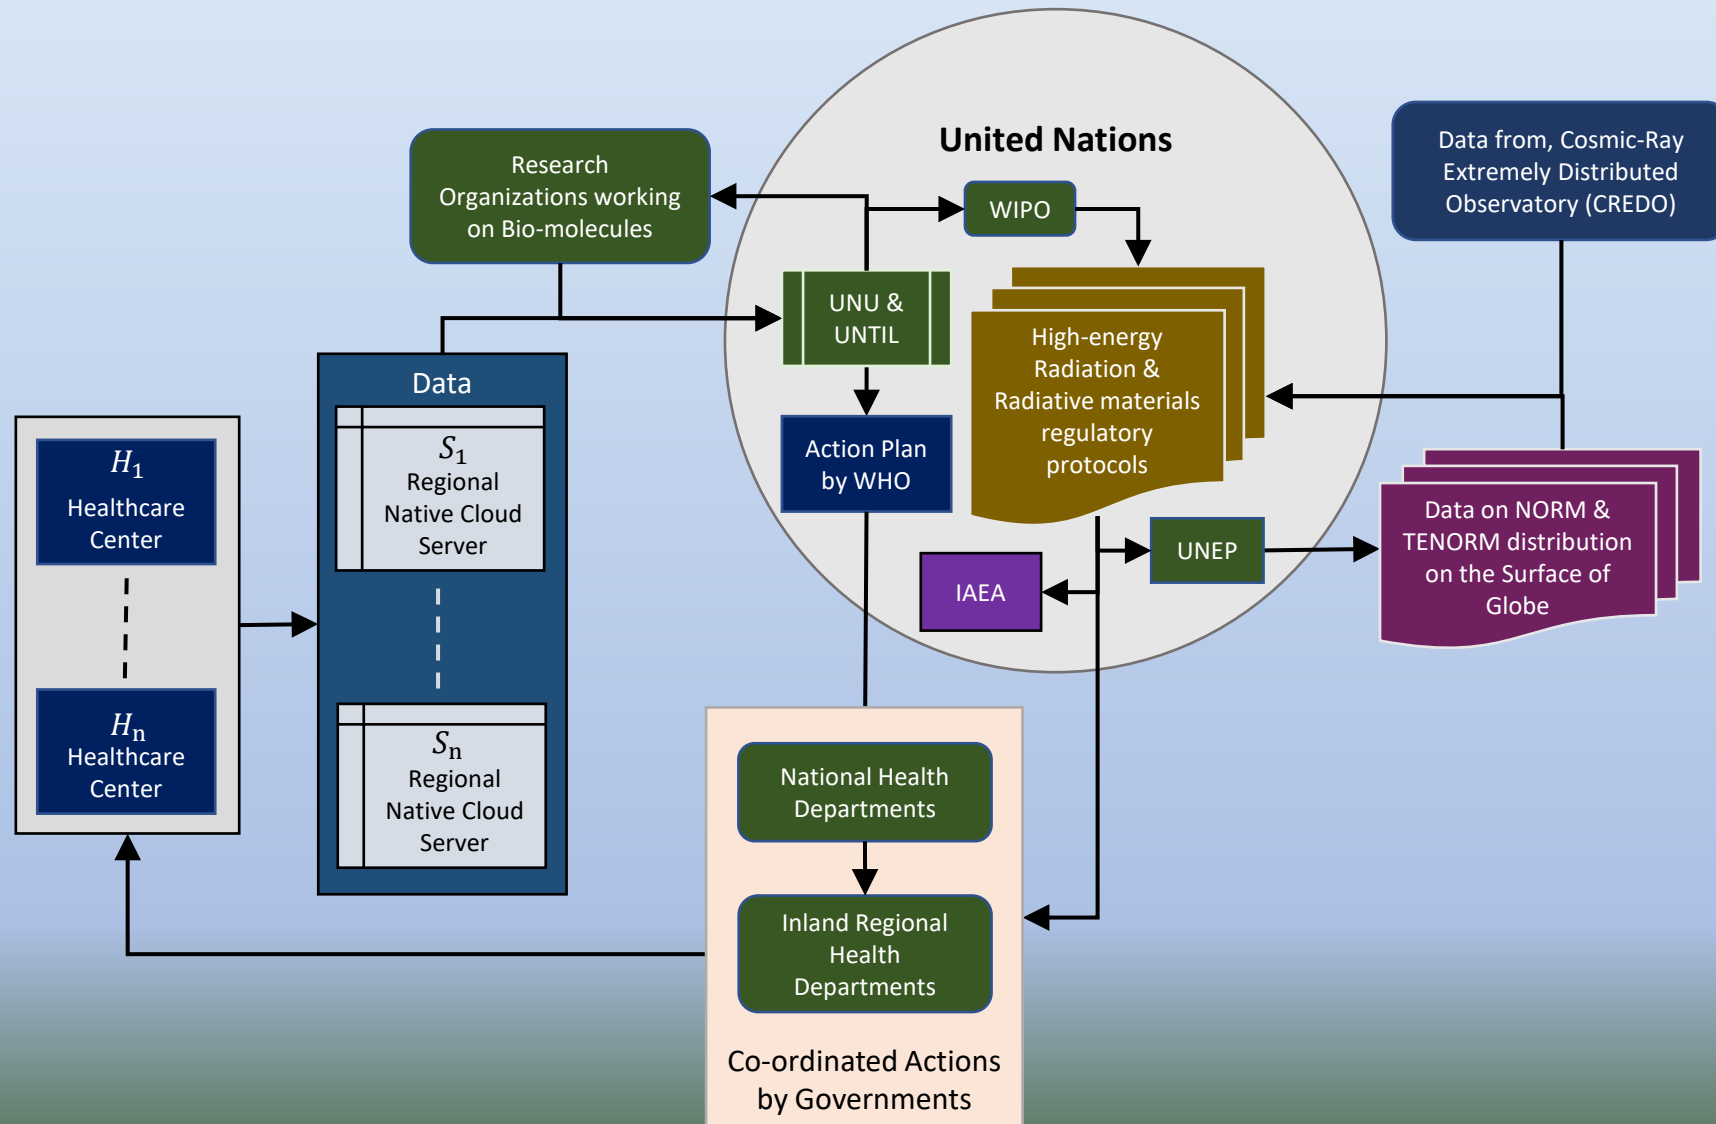 United Nations
Research
Organizations working
on Bio-molecules
WIPO
Data from, Cosmic-Ray
Extremely Distributed
Observatory (CREDO)
UNU &
UNTIL
High-energy
Radiation &
Radiative materials
regulatory
protocols
Action Plan
by WHO
Data
S₁
Regional
Native Cloud
Server
H₁
Healthcare
Center
Data on NORM &
TENORM distribution
on the Surface of
Globe
UNEP
IAEA
Hₙ
Healthcare
Center
Sₙ
Regional
Native Cloud
Server
National Health
Departments
Inland Regional
Health
Departments
Co-ordinated Actions
by Governments